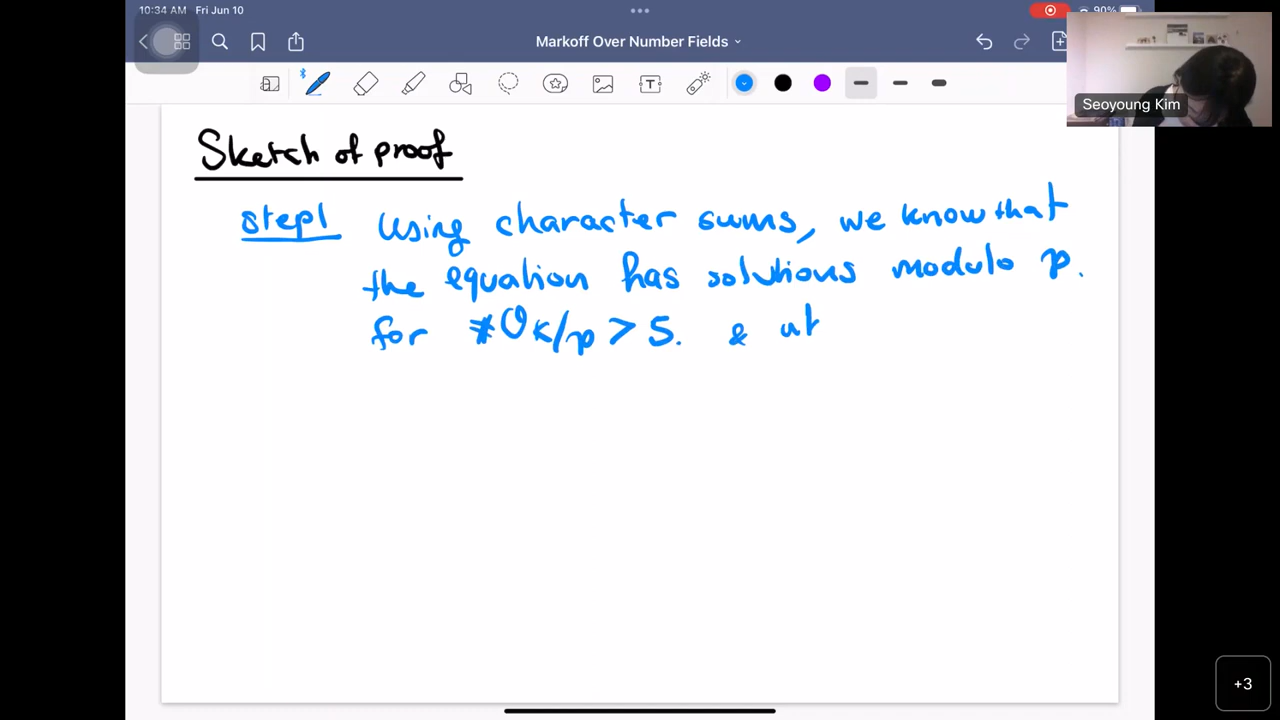 10:34 AM Fri Jun 10
90%
Markoff Over Number Fields
T
Seoyoung Kim
Sketch of proof
step1 Using character sums, we know that
the equation has solutions modulo p.
for #Ok/p > 5. & at
+3